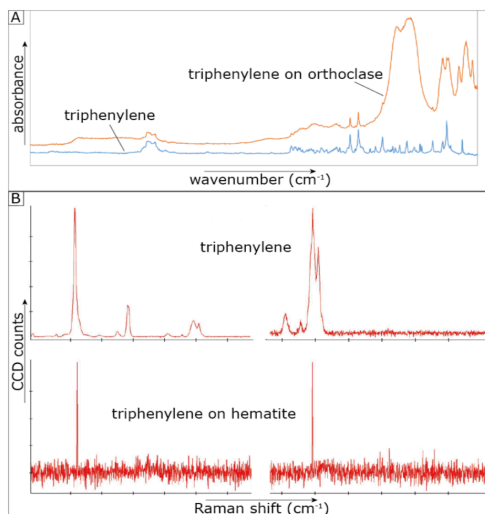 A
absorbance
triphenylene on orthoclase
triphenylene
wavenumber (cm⁻¹)
B
triphenylene
CCD counts
triphenylene on hematite
Raman shift (cm⁻¹)